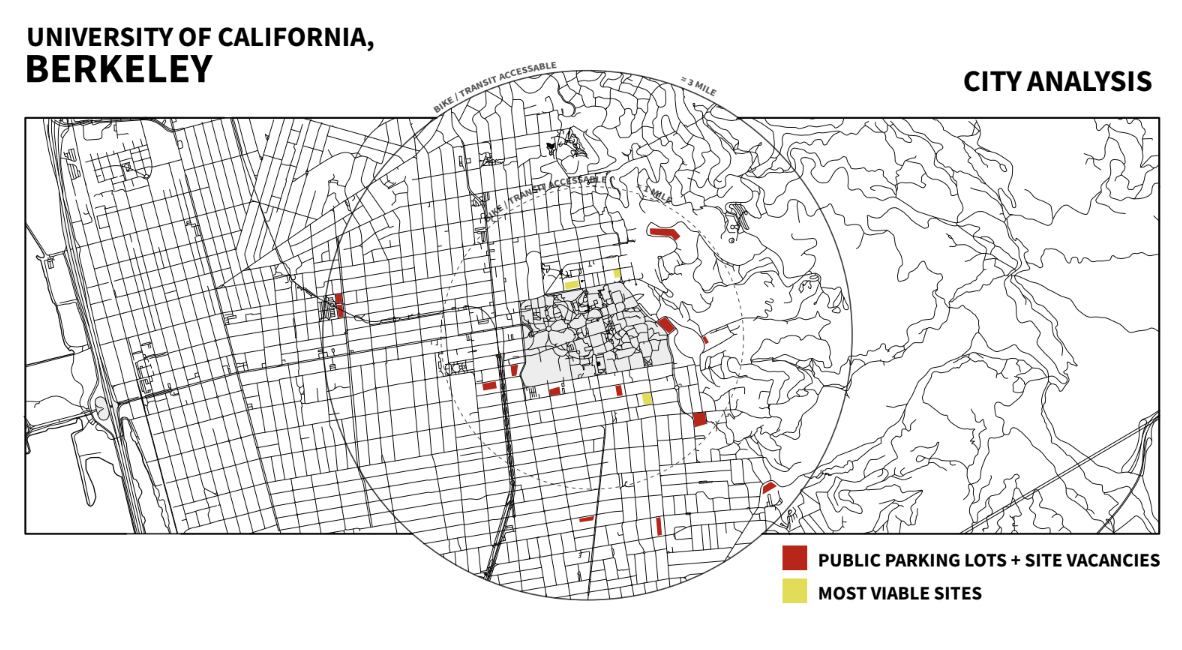 UNIVERSITY OF CALIFORNIA,
BERKELEY
CITY ANALYSIS
BIKE / TRANSIT ACCESSABLE
= 3 MILE
BIKE / TRANSIT ACCESSABLE
= 1 MILE
PUBLIC PARKING LOTS + SITE VACANCIES
MOST VIABLE SITES